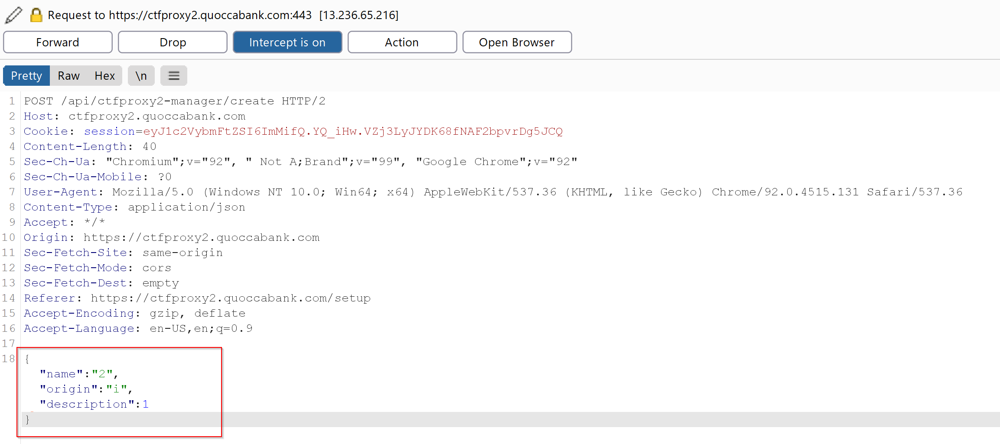 Request to https://ctfproxy2.quoccabank.com:443 [13.236.65.216]
Forward Drop Intercept is on Action Open Browser
Pretty Raw Hex \n
1 POST /api/ctfproxy2-manager/create HTTP/2
2 Host: ctfproxy2.quoccabank.com
3 Cookie: session=eyJ1c2VybmFtZSI6ImMifQ.YQ_iHw.VZj3LyJYDK68fNAF2bpvrDg5JCQ
4 Content-Length: 40
5 Sec-Ch-Ua: "Chromium";v="92", " Not A;Brand";v="99", "Google Chrome";v="92"
6 Sec-Ch-Ua-Mobile: ?0
7 User-Agent: Mozilla/5.0 (Windows NT 10.0; Win64; x64) AppleWebKit/537.36 (KHTML, like Gecko) Chrome/92.0.4515.131 Safari/537.36
8 Content-Type: application/json
9 Accept: */*
10 Origin: https://ctfproxy2.quoccabank.com
11 Sec-Fetch-Site: same-origin
12 Sec-Fetch-Mode: cors
13 Sec-Fetch-Dest: empty
14 Referer: https://ctfproxy2.quoccabank.com/setup
15 Accept-Encoding: gzip, deflate
16 Accept-Language: en-US,en;q=0.9
17
18 {
"name":"2",
"origin":"i",
"description":1
}